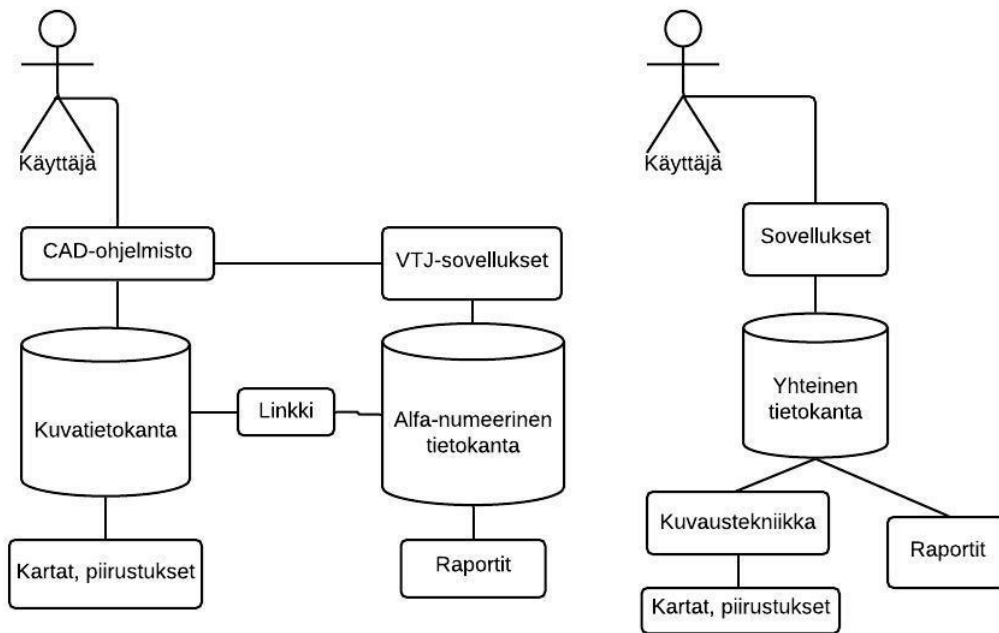 Käyttäjä
CAD-ohjelmisto
VTJ-sovellukset
Kuvatietokanta
Linkki
Alfa-numeerinen
tietokanta
Kartat, piirustukset
Raportit
Käyttäjä
Sovellukset
Yhteinen
tietokanta
Kuvaustekniikka
Raportit
Kartat, piirustukset